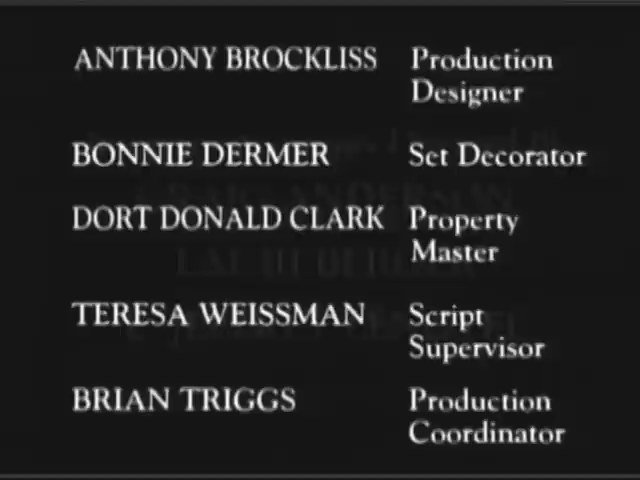 ANTHONY BROCKLISS Production
Designer
BONNIE DERMER Set Decorator
DORT DONALD CLARK Property
Master
TERESA WEISSMAN Script
Supervisor
BRIAN TRIGGS Production
Coordinator